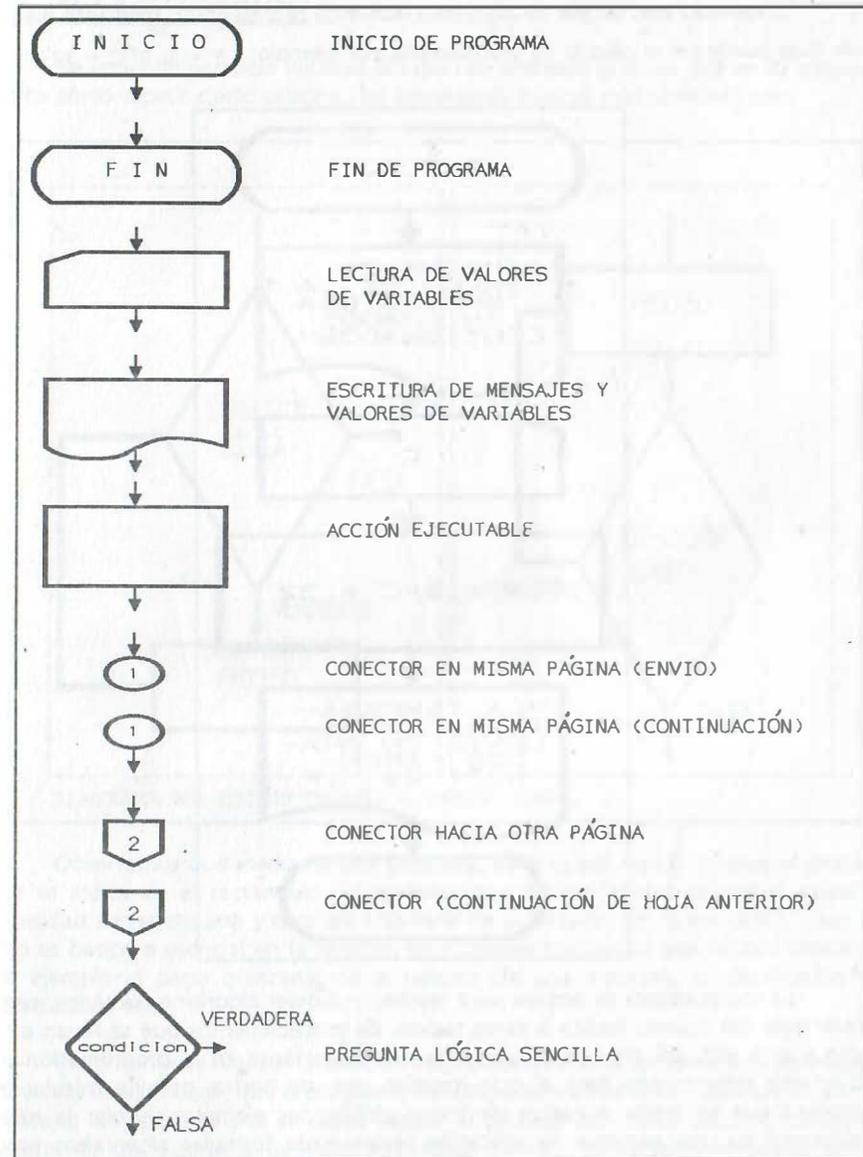 I N I C I O
INICIO DE PROGRAMA
F I N
FIN DE PROGRAMA
LECTURA DE VALORES
DE VARIABLES
ESCRITURA DE MENSAJES Y
VALORES DE VARIABLES
ACCIÓN EJECUTABLE
1
CONECTOR EN MISMA PÁGINA (ENVIO)
1
CONECTOR EN MISMA PÁGINA (CONTINUACIÓN)
2
CONECTOR HACIA OTRA PÁGINA
2
CONECTOR (CONTINUACIÓN DE HOJA ANTERIOR)
VERDADERA
condicion
PREGUNTA LÓGICA SENCILLA
FALSA